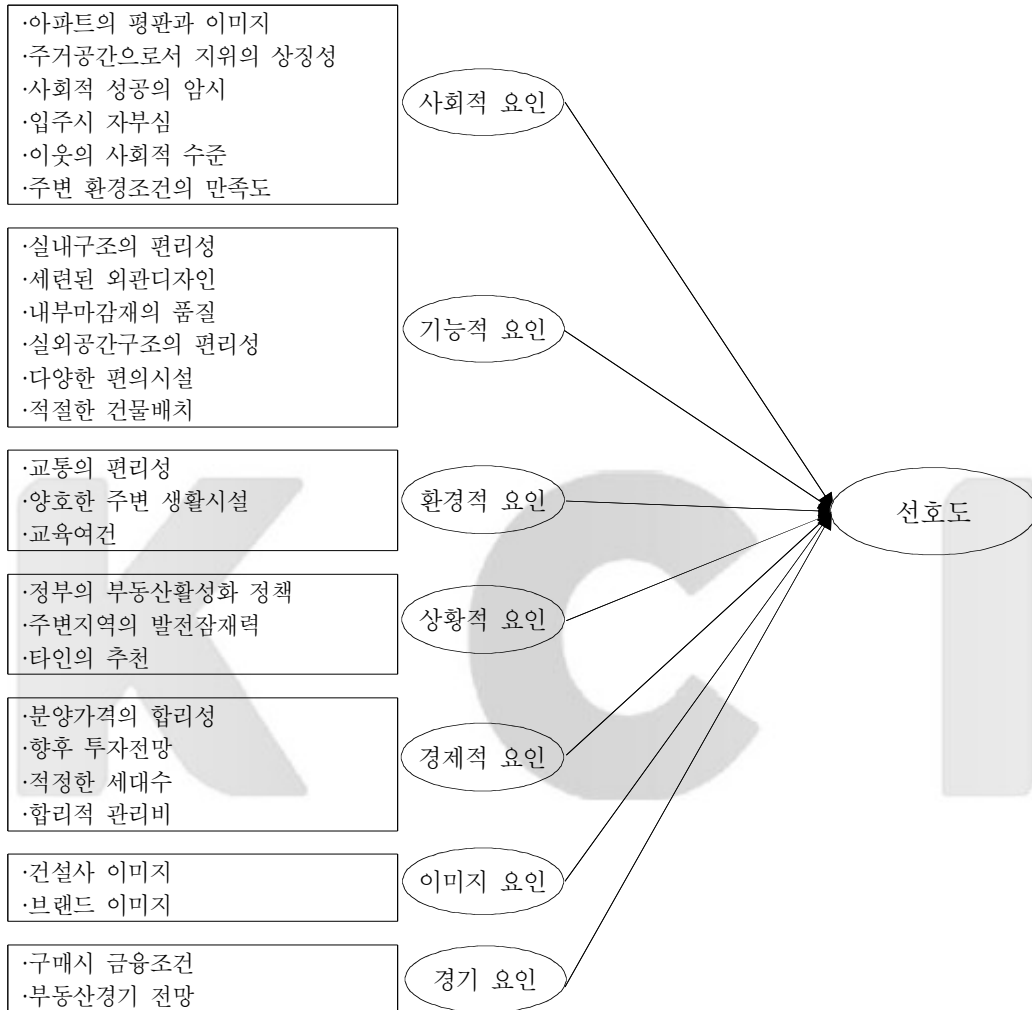 ·아파트의 평판과 이미지
·주거공간으로서 지위의 상징성
·사회적 성공의 암시
·입주시 자부심
·이웃의 사회적 수준
·주변 환경조건의 만족도
사회적 요인
·실내구조의 편리성
·세련된 외관디자인
·내부마감재의 품질
·실외공간구조의 편리성
·다양한 편의시설
·적절한 건물배치
기능적 요인
·교통의 편리성
·양호한 주변 생활시설
·교육여건
환경적 요인
선호도
·정부의 부동산활성화 정책
·주변지역의 발전잠재력
·타인의 추천
상황적 요인
·분양가격의 합리성
·향후 투자전망
·적정한 세대수
·합리적 관리비
경제적 요인
·건설사 이미지
·브랜드 이미지
이미지 요인
·구매시 금융조건
·부동산경기 전망
경기 요인
KCI